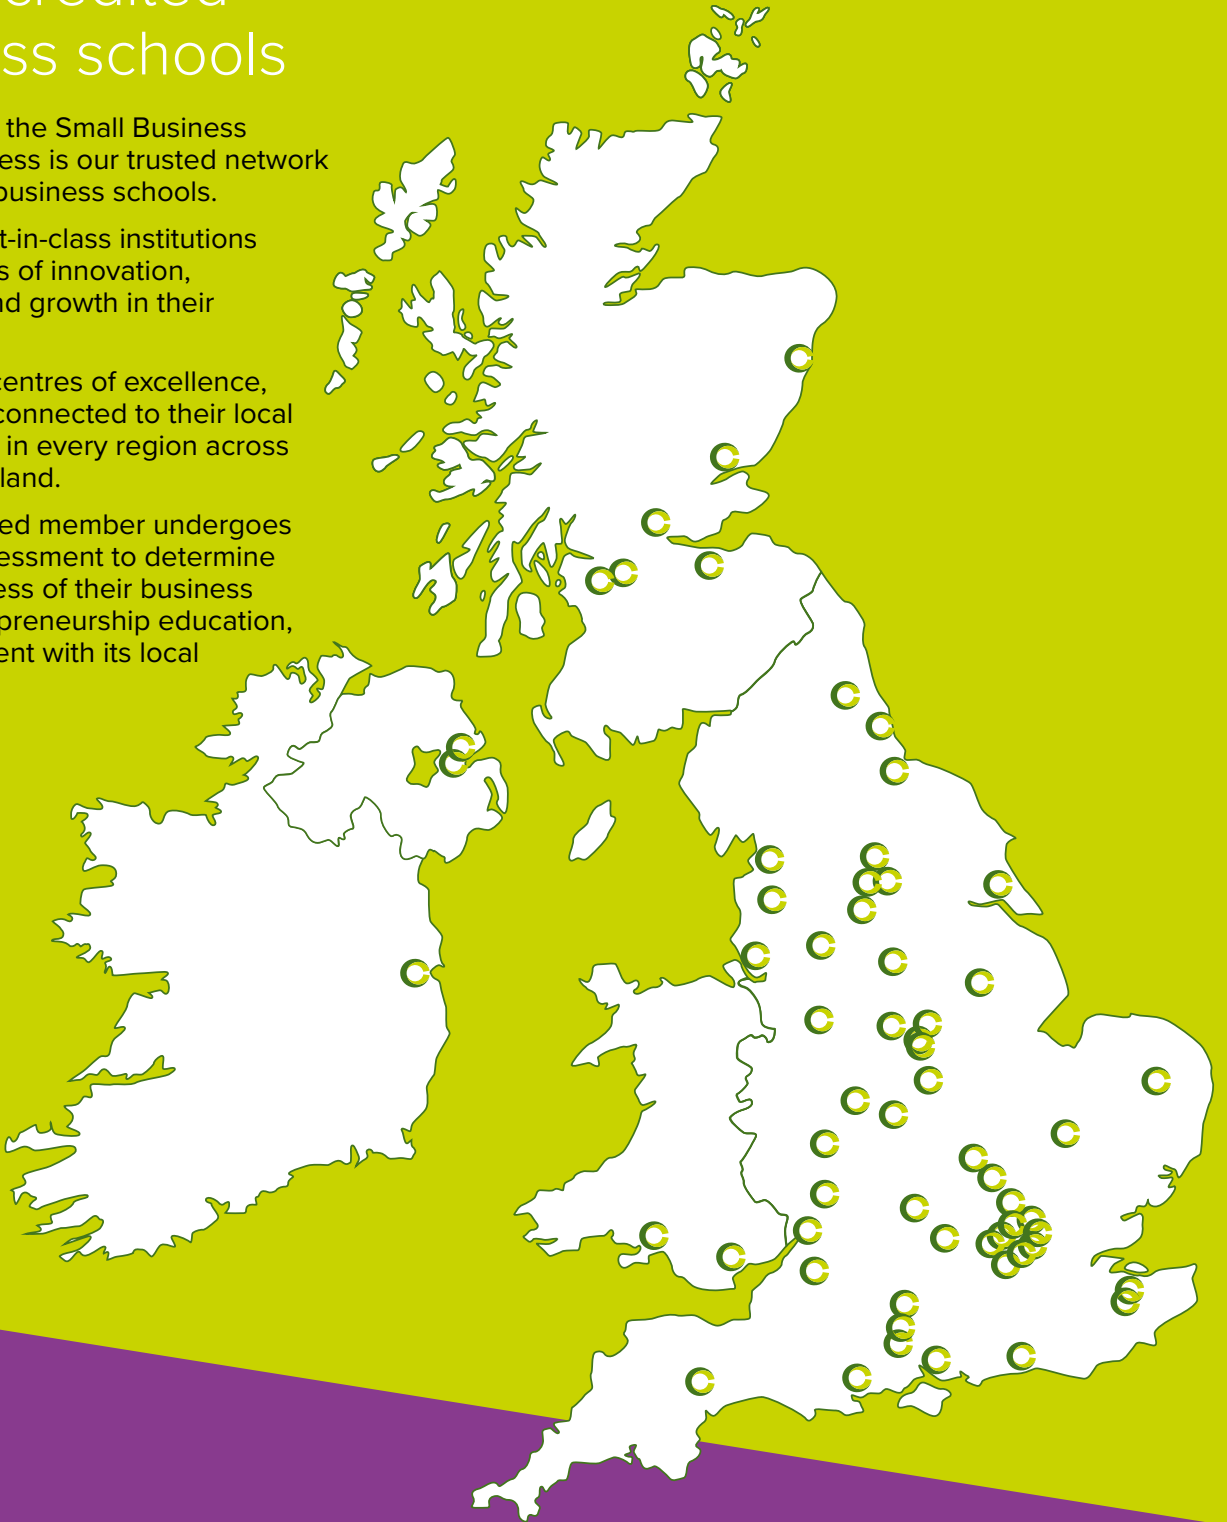 ss schools
the Small Business
ess is our trusted network
business schools.
t-in-class institutions
s of innovation,
nd growth in their
centres of excellence,
connected to their local
in every region across
land.
ed member undergoes
essment to determine
ess of their business
preneurship education,
ent with its local